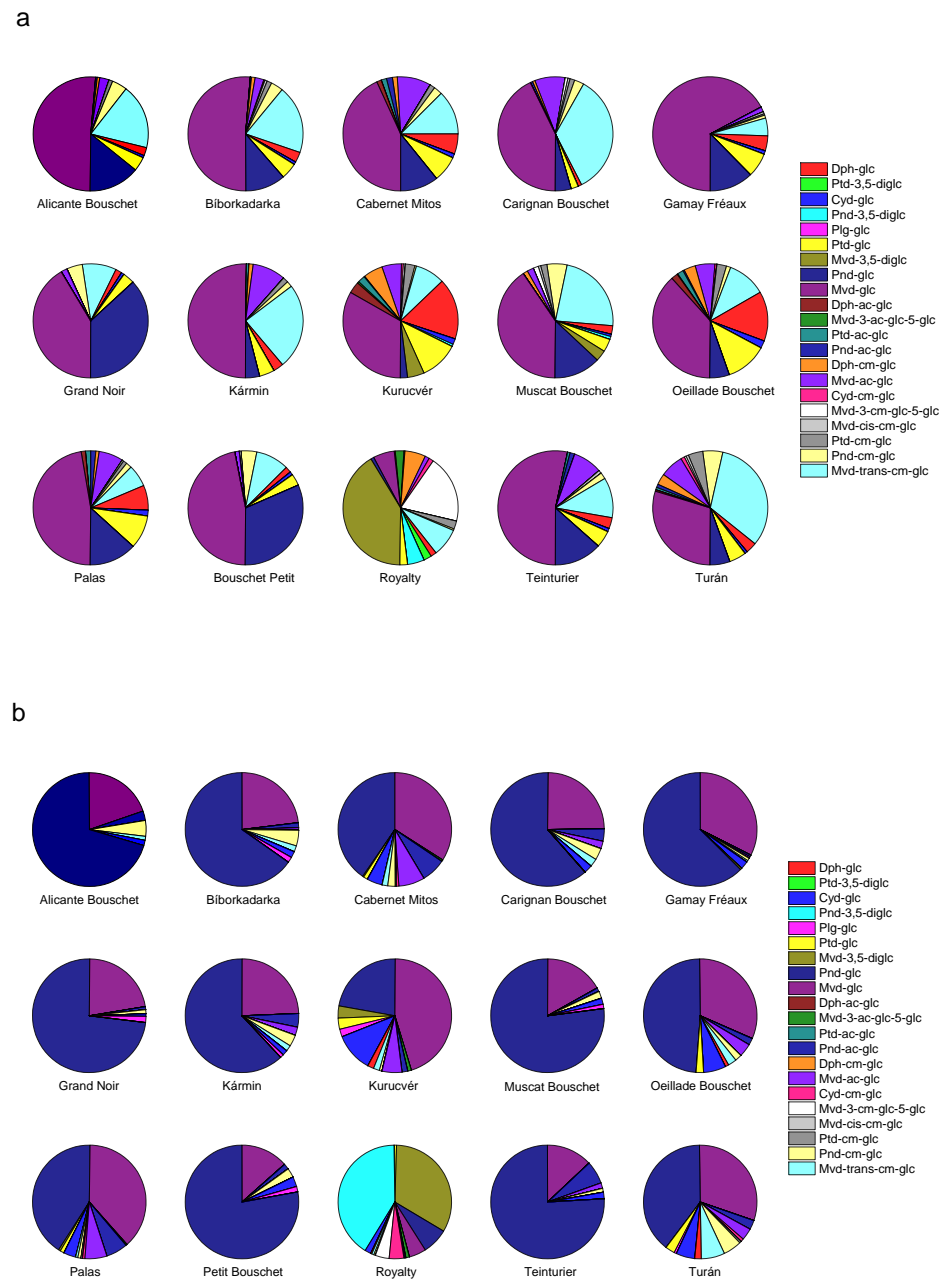 a
Alicante Bouschet
Bíborkadarka
Cabernet Mitos
Carignan Bouschet
Gamay Fréaux
Grand Noir
Kármin
Kurucvér
Muscat Bouschet
Oeillade Bouschet
Palas
Bouschet Petit
Royalty
Teinturier
Turán
Dph-glc
Ptd-3,5-diglc
Cyd-glc
Pnd-3,5-diglc
Plg-glc
Ptd-glc
Mvd-3,5-diglc
Pnd-glc
Mvd-glc
Dph-ac-glc
Mvd-3-ac-glc-5-glc
Ptd-ac-glc
Pnd-ac-glc
Dph-cm-glc
Mvd-ac-glc
Cyd-cm-glc
Mvd-3-cm-glc-5-glc
Mvd-cis-cm-glc
Ptd-cm-glc
Pnd-cm-glc
Mvd-trans-cm-glc
b
Alicante Bouschet
Bíborkadarka
Cabernet Mitos
Carignan Bouschet
Gamay Fréaux
Grand Noir
Kármin
Kurucvér
Muscat Bouschet
Oeillade Bouschet
Palas
Petit Bouschet
Royalty
Teinturier
Turán
Dph-glc
Ptd-3,5-diglc
Cyd-glc
Pnd-3,5-diglc
Plg-glc
Ptd-glc
Mvd-3,5-diglc
Pnd-glc
Mvd-glc
Dph-ac-glc
Mvd-3-ac-glc-5-glc
Ptd-ac-glc
Pnd-ac-glc
Dph-cm-glc
Mvd-ac-glc
Cyd-cm-glc
Mvd-3-cm-glc-5-glc
Mvd-cis-cm-glc
Ptd-cm-glc
Pnd-cm-glc
Mvd-trans-cm-glc